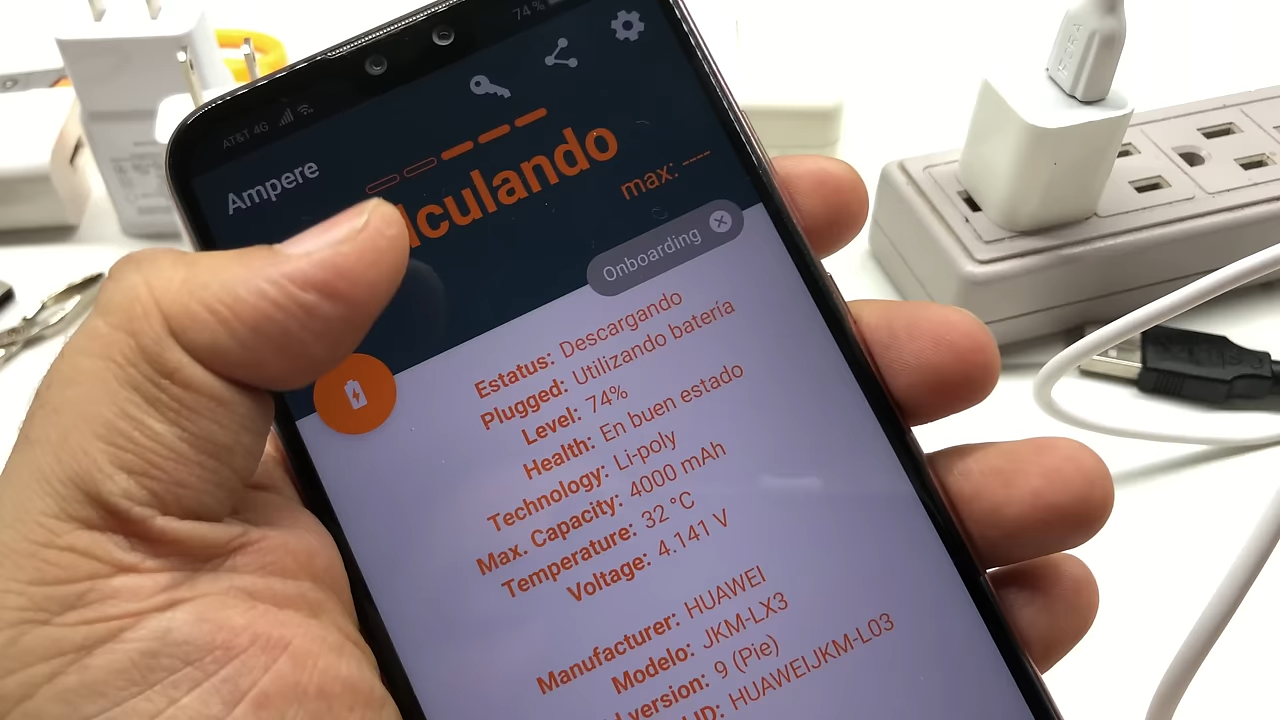 74%
AT&T 4G
Ampere
lculando
max: ----
Onboarding
Estatus: Descargando
Plugged: Utilizando batería
Level: 74%
Health: En buen estado
Technology: Li-poly
Max. Capacity: 4000 mAh
Temperature: 32 °C
Voltage: 4.141 V
Manufacturer: HUAWEI
Modelo: JKM-LX3
version: 9 (Pie)
ID: HUAWEIJKM-L03